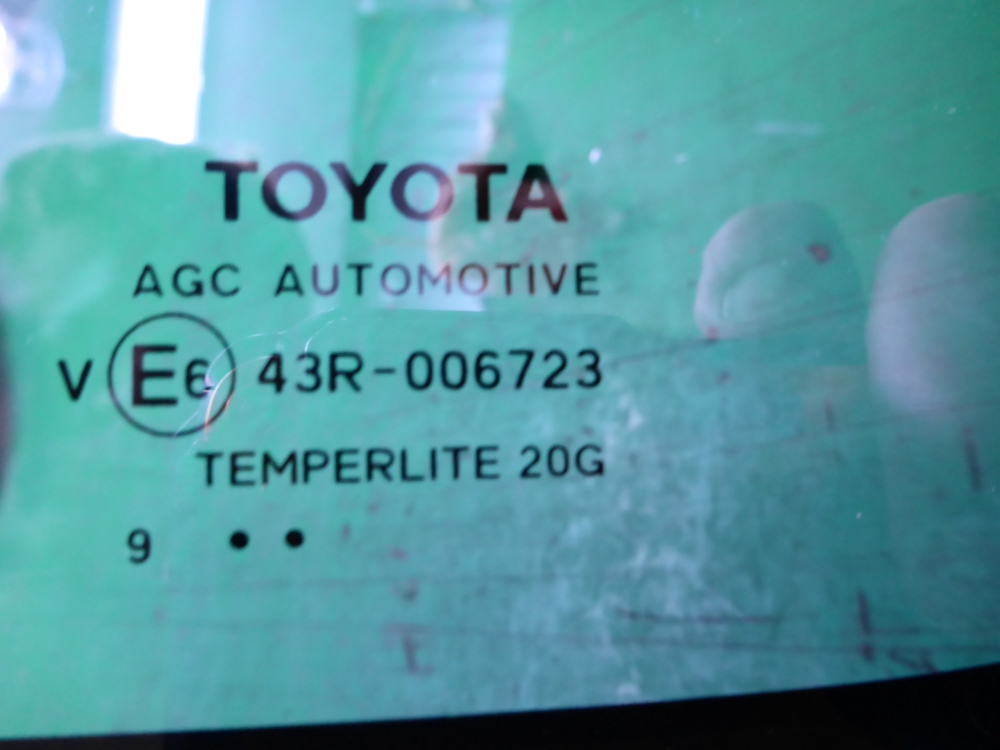 TOYOTA
AGC AUTOMOTIVE
V E6 43R-006723
TEMPERLITE 20G
9 ••